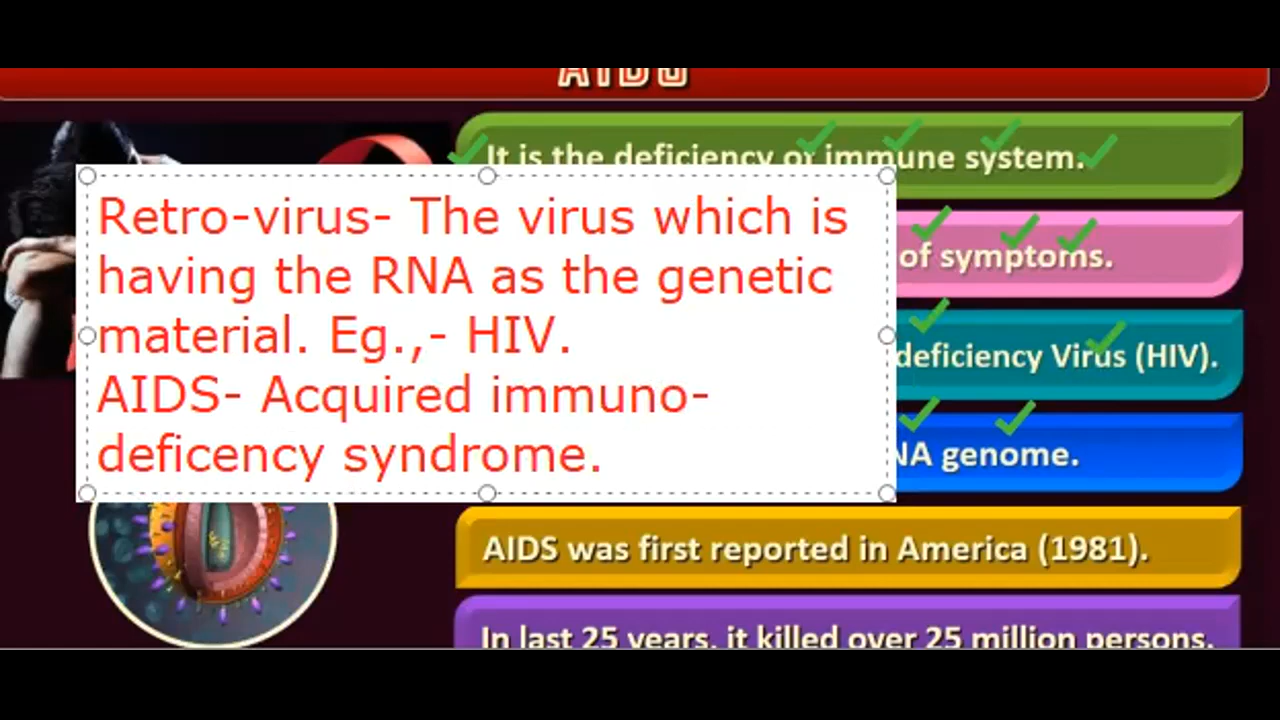 AIDS
It is the deficiency of immune system.
Retro-virus- The virus which is
having the RNA as the genetic
material. Eg.,- HIV.
AIDS- Acquired immuno-
deficency syndrome.
of symptoms.
deficiency Virus (HIV).
genome.
AIDS was first reported in America (1981).
In last 25 years, it killed over 25 million persons.